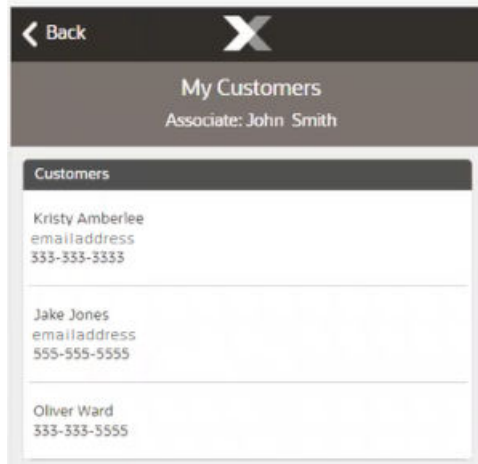 Back
My Customers
Associate: John Smith
Customers
Kristy Amberlee
emailaddress
333-333-3333
Jake Jones
emailaddress
555-555-5555
Oliver Ward
333-333-5555